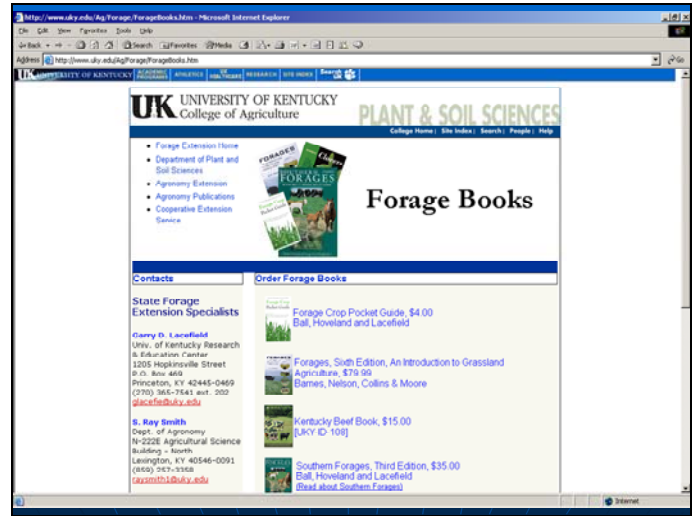 http://www.uky.edu/Ag/Forage/ForageBooks.htm - Microsoft Internet Explorer
File Edit View Favorites Tools Help
Back Search Favorites Media
Address http://www.uky.edu/Ag/Forage/ForageBooks.htm Go
UK UNIVERSITY OF KENTUCKY ACADEMIC PROGRAMS ATHLETICS UK HEALTHCARE RESEARCH SITE INDEX Search UK
UK UNIVERSITY OF KENTUCKY
College of Agriculture
PLANT & SOIL SCIENCES
College Home | Site Index | Search | People | Help
• Forage Extension Home
• Department of Plant and
Soil Sciences
• Agronomy Extension
• Agronomy Publications
• Cooperative Extension
Service
FORAGES
FORAGES
Forage Books
Contacts
Order Forage Books
State Forage
Extension Specialists
Garry D. Lacefield
Univ. of Kentucky Research
& Education Center
1205 Hopkinsville Street
P.O. Box 469
Princeton, KY 42445-0469
(270) 365-7541 ext. 202
glacefie@uky.edu
S. Ray Smith
Dept. of Agronomy
N-222E Agricultural Science
Building - North
Lexington, KY 40546-0091
(859) 257-3358
raysmith1@uky.edu
Forage Crop Pocket Guide, $4.00
Ball, Hoveland and Lacefield
Forages, Sixth Edition, An Introduction to Grassland
Agriculture, $79.99
Barnes, Nelson, Collins & Moore
Kentucky Beef Book, $15.00
[UKY ID-108]
Southern Forages, Third Edition, $35.00
Ball, Hoveland and Lacefield
(Read about Southern Forages)
Internet